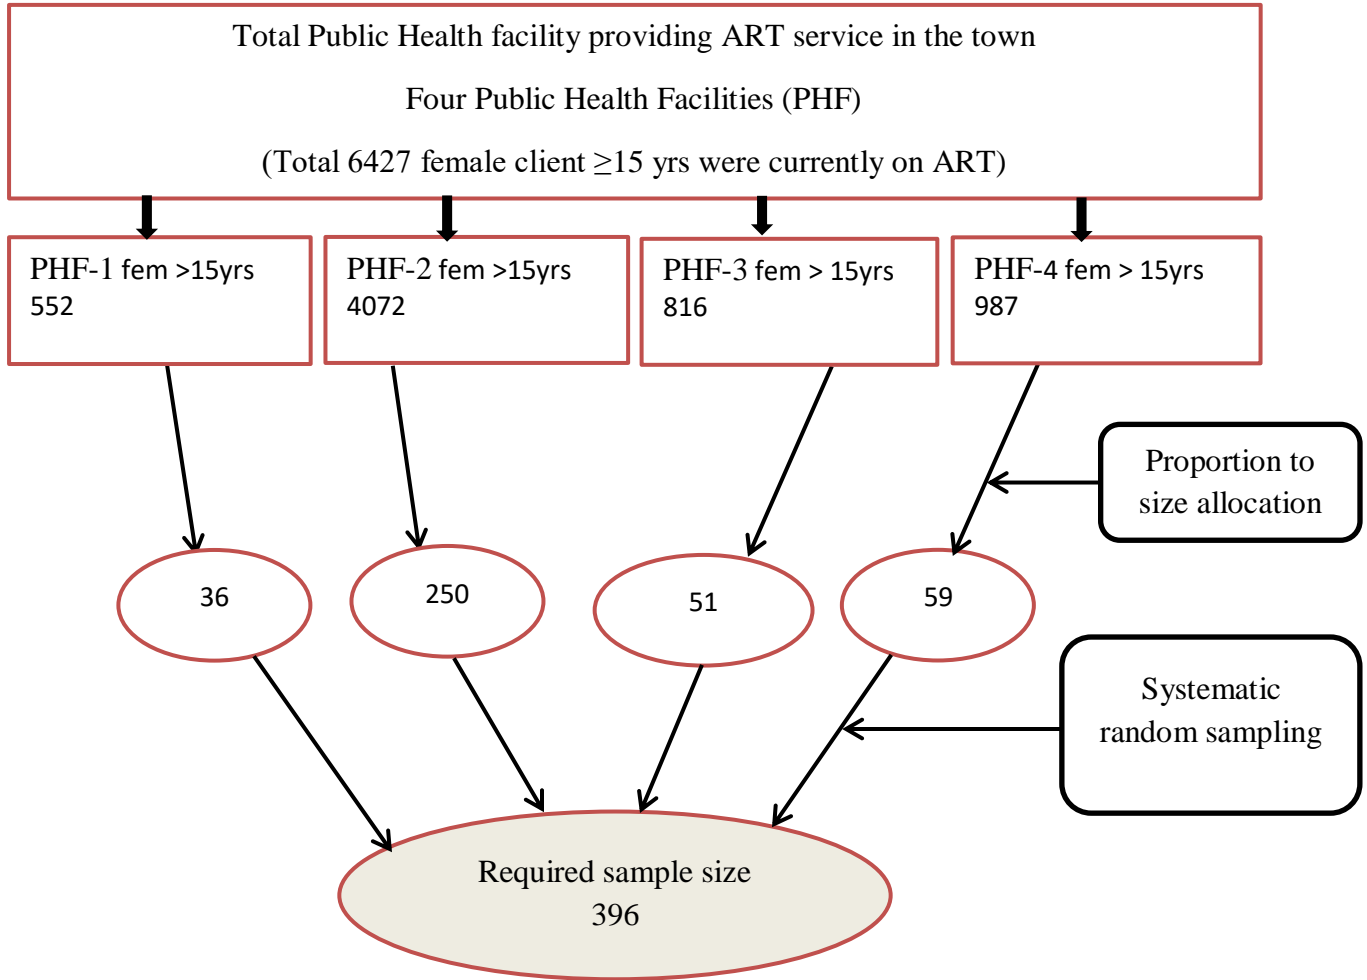 Total Public Health facility providing ART service in the town
Four Public Health Facilities (PHF)
(Total 6427 female client ≥15 yrs were currently on ART)
PHF-1 fem >15yrs
552
PHF-2 fem >15yrs
4072
PHF-3 fem > 15yrs
816
PHF-4 fem > 15yrs
987
Proportion to
size allocation
36
250
51
59
Systematic
random sampling
Required sample size
396